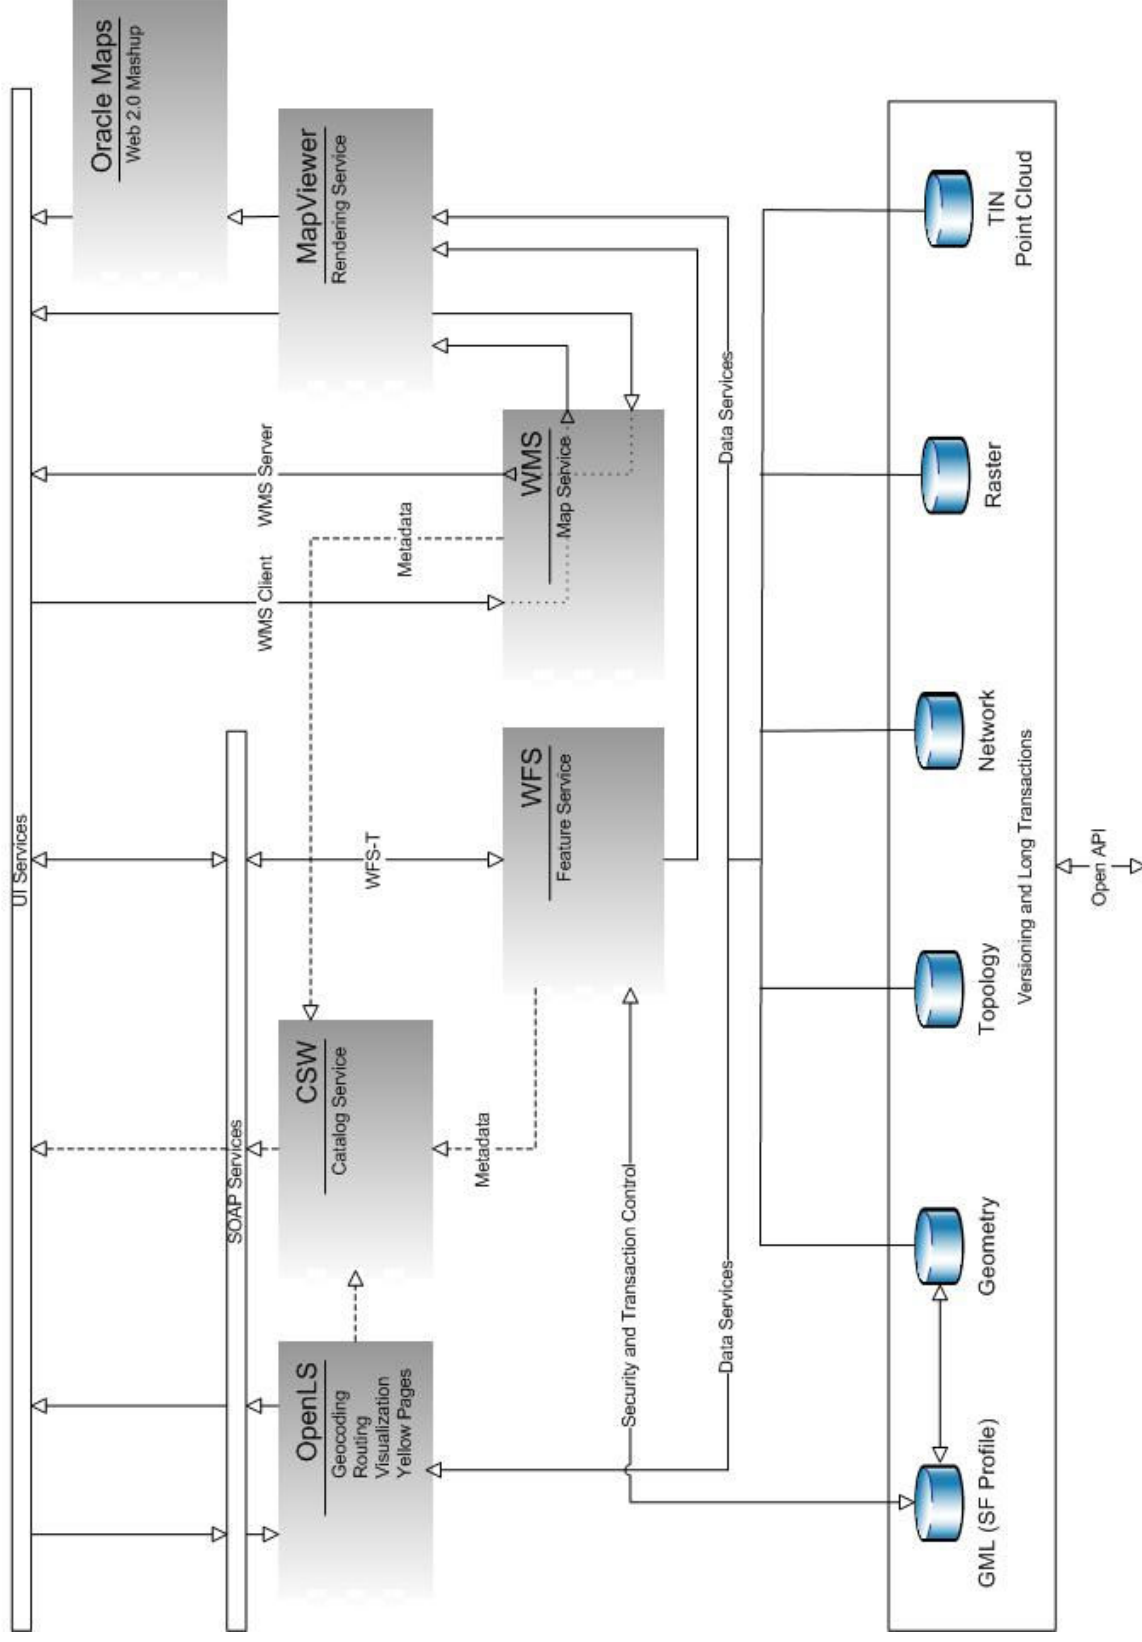 UI Services
SOAP Services
Oracle Maps
Web 2.0 Mashup
OpenLS
Geocoding
Routing
Visualization
Yellow Pages
CSW
Catalog Service
MapViewer
Rendering Service
WFS-T
WMS Client
WMS Server
Metadata
Metadata
WFS
Feature Service
WMS
Map Service
Security and Transaction Control
Data Services
Data Services
GML (SF Profile)
Geometry
Topology
Network
Raster
TIN
Point Cloud
Versioning and Long Transactions
Open API